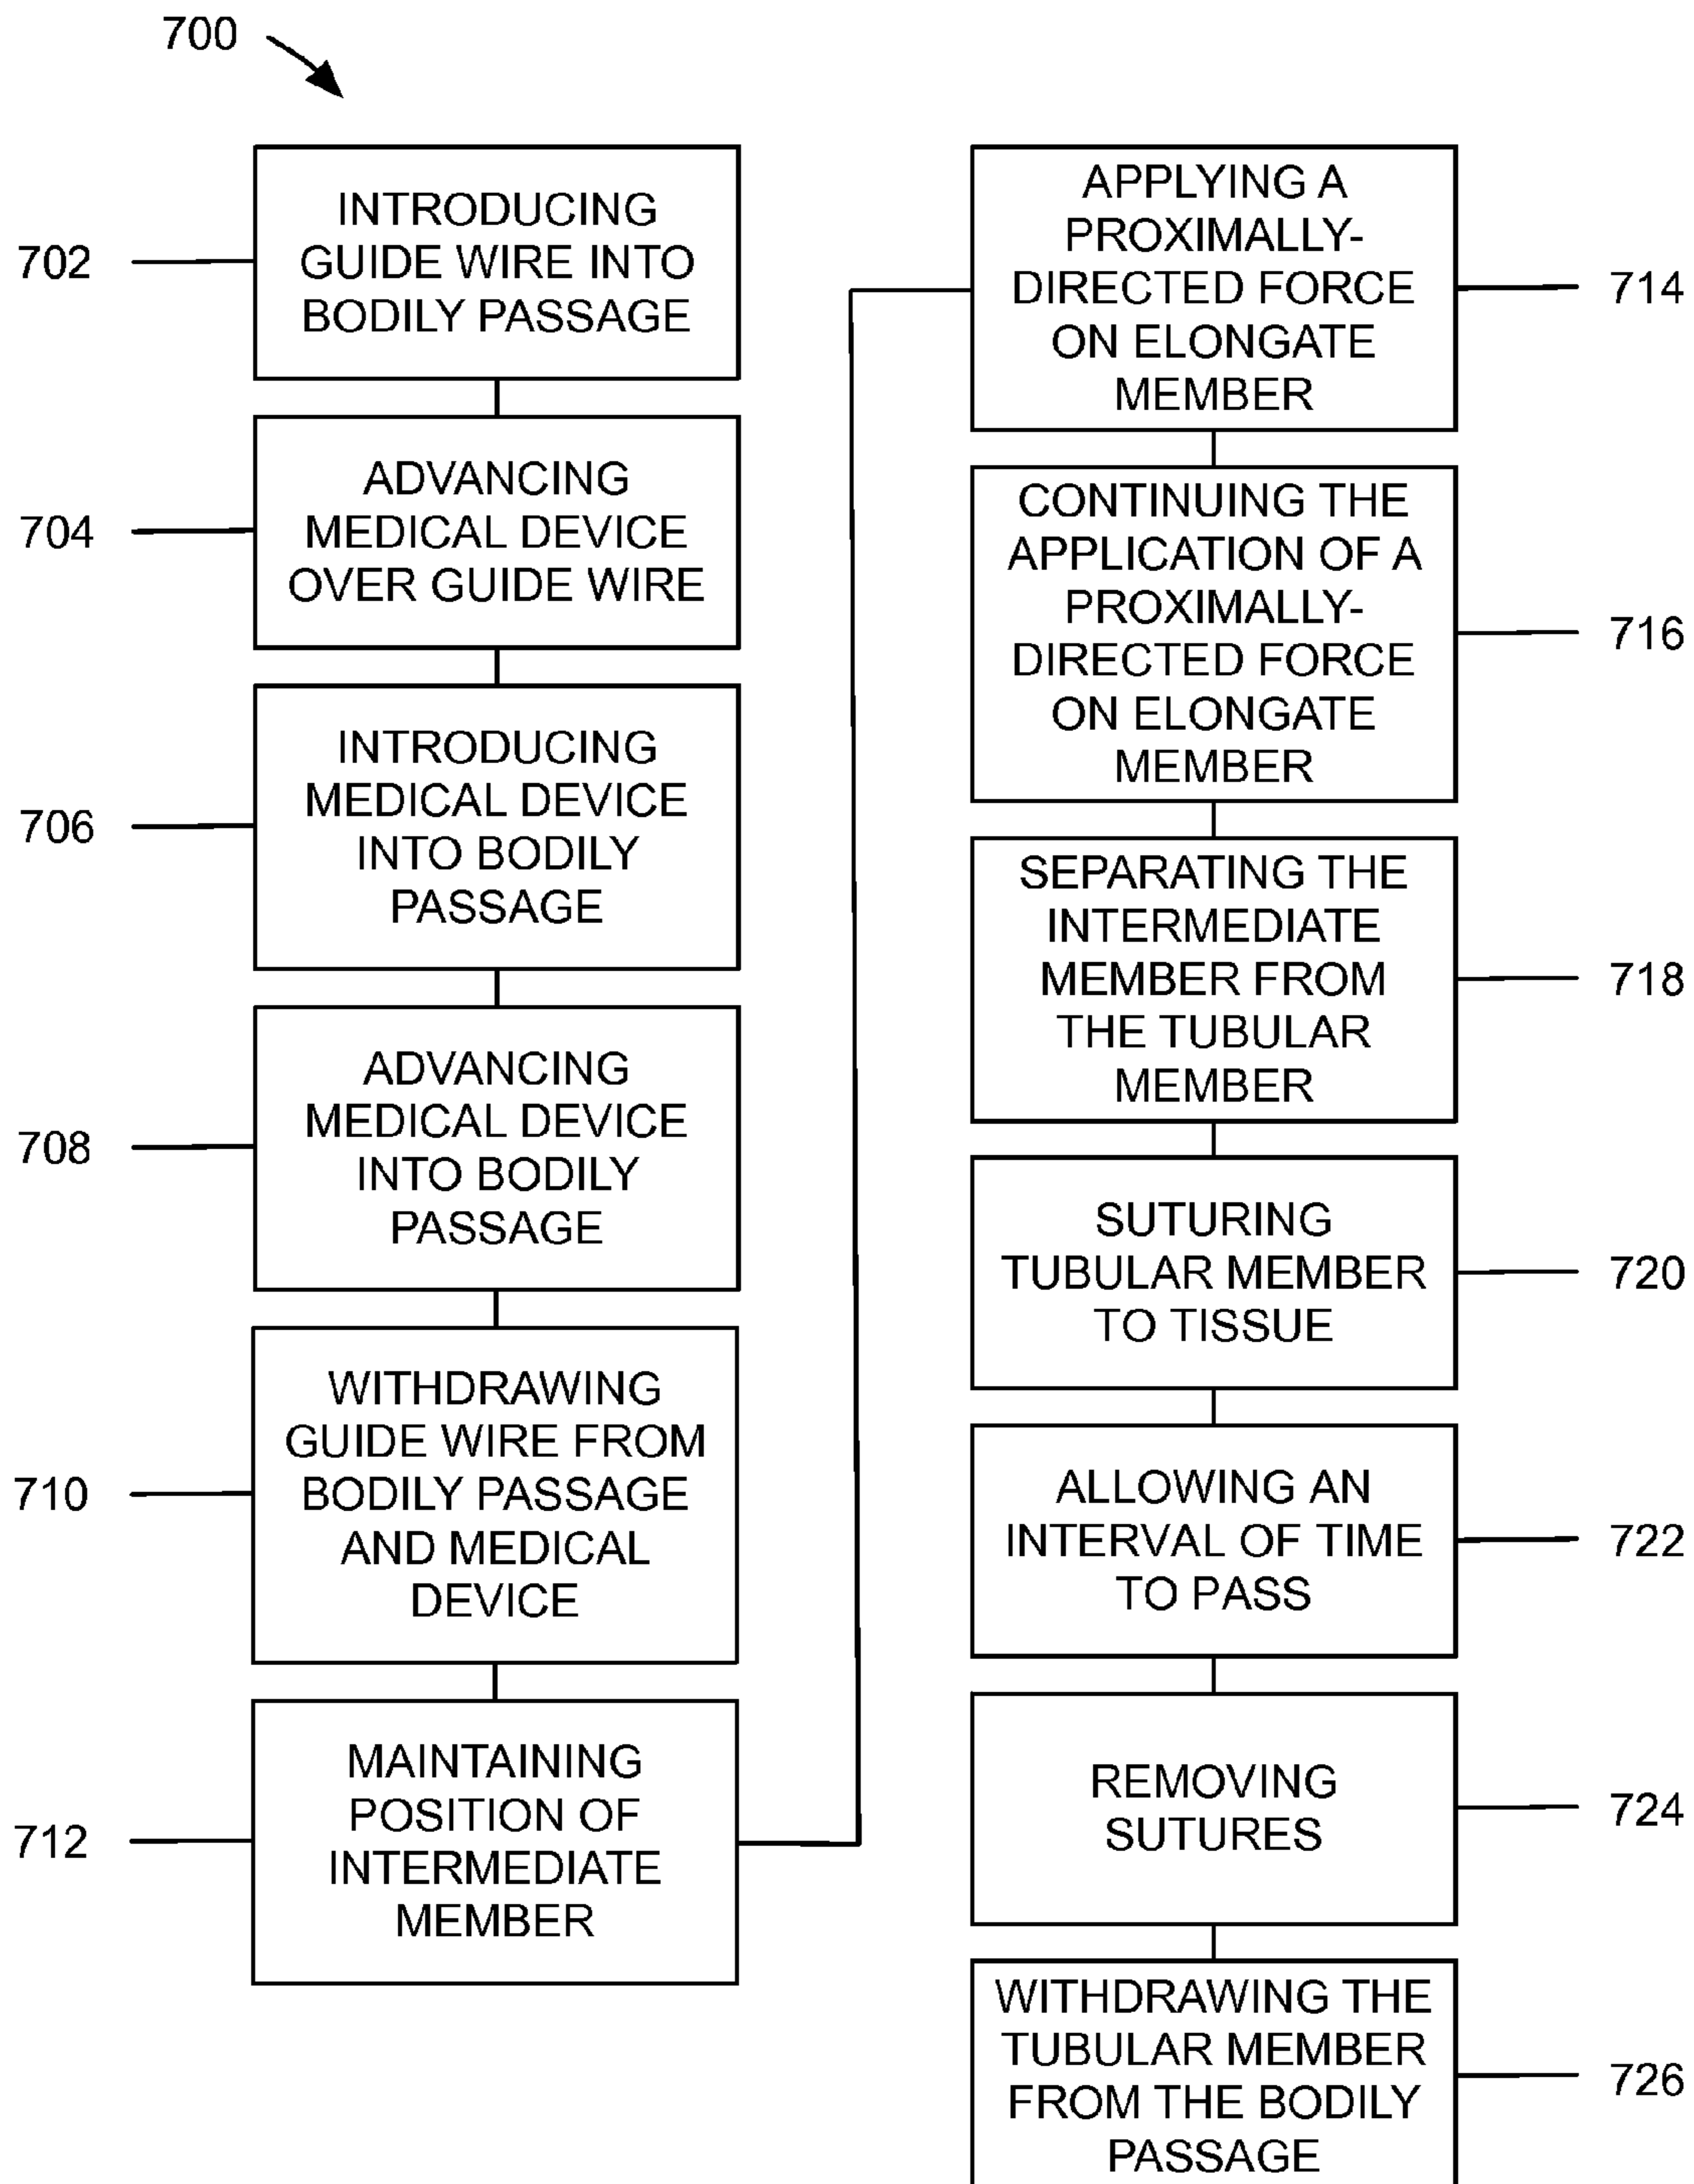 700
702
INTRODUCING
GUIDE WIRE INTO
BODILY PASSAGE
704
ADVANCING
MEDICAL DEVICE
OVER GUIDE WIRE
706
INTRODUCING
MEDICAL DEVICE
INTO BODILY
PASSAGE
708
ADVANCING
MEDICAL DEVICE
INTO BODILY
PASSAGE
710
WITHDRAWING
GUIDE WIRE FROM
BODILY PASSAGE
AND MEDICAL
DEVICE
712
MAINTAINING
POSITION OF
INTERMEDIATE
MEMBER
APPLYING A
PROXIMALLY-
DIRECTED FORCE
ON ELONGATE
MEMBER
714
CONTINUING THE
APPLICATION OF A
PROXIMALLY-
DIRECTED FORCE
ON ELONGATE
MEMBER
716
SEPARATING THE
INTERMEDIATE
MEMBER FROM
THE TUBULAR
MEMBER
718
SUTURING
TUBULAR MEMBER
TO TISSUE
720
ALLOWING AN
INTERVAL OF TIME
TO PASS
722
REMOVING
SUTURES
724
WITHDRAWING THE
TUBULAR MEMBER
FROM THE BODILY
PASSAGE
726